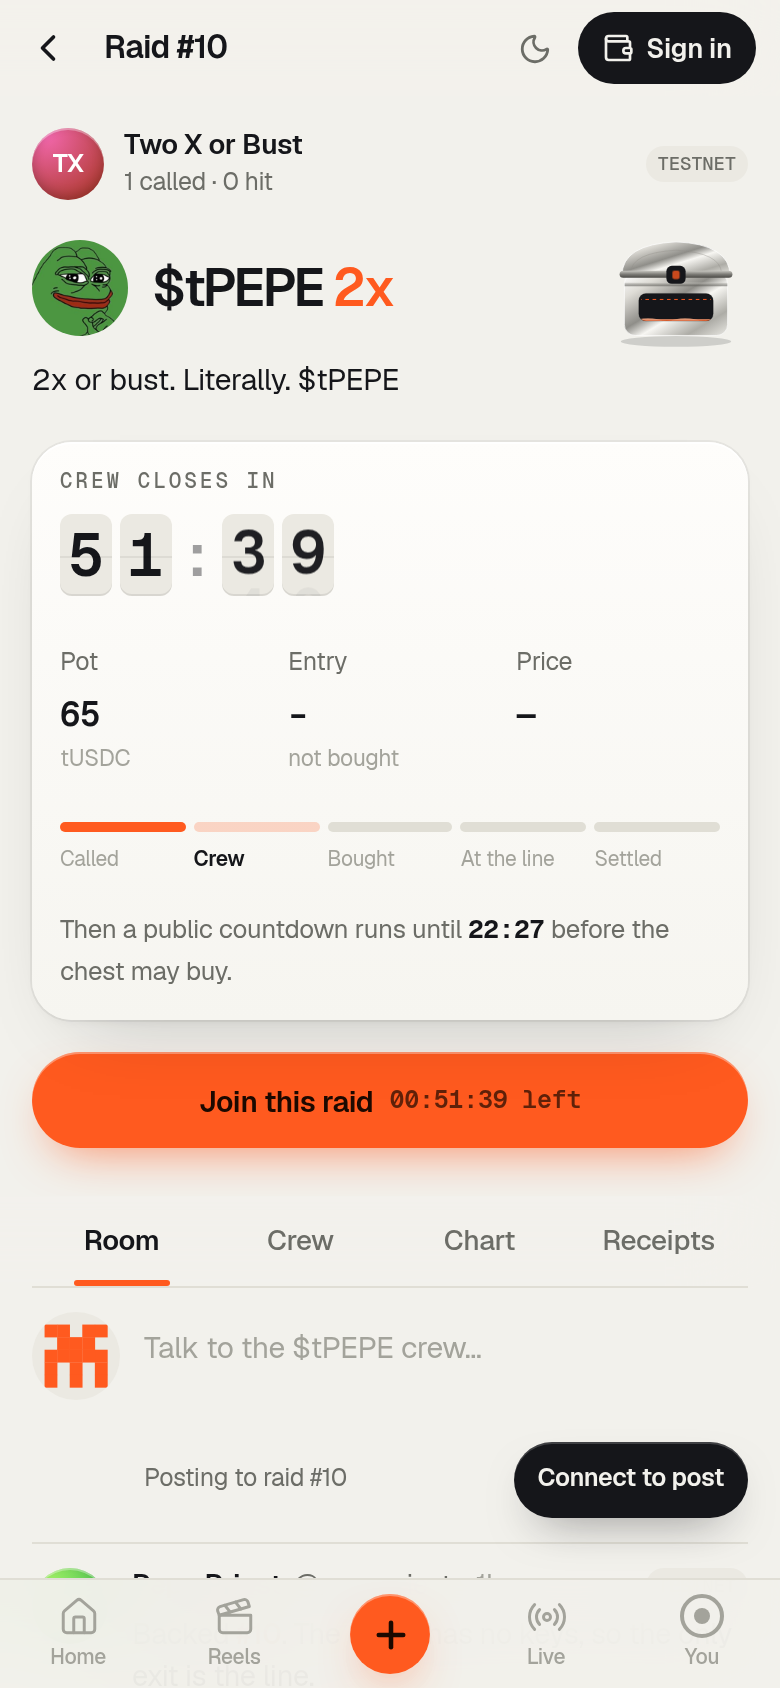 Raid #10
Sign in
TX
Two X or Bust
1 called · 0 hit
TESTNET
$tPEPE 2x
2x or bust. Literally. $tPEPE
CREW CLOSES IN
51:39
Pot
Entry
Price
65
–
—
tUSDC
not bought
Called
Crew
Bought
At the line
Settled
Then a public countdown runs until 22:27 before the
chest may buy.
Join this raid 00:51:39 left
Room
Crew
Chart
Receipts
Talk to the $tPEPE crew…
Posting to raid #10
Connect to post
exit is the line.
Home
Reels
Live
You